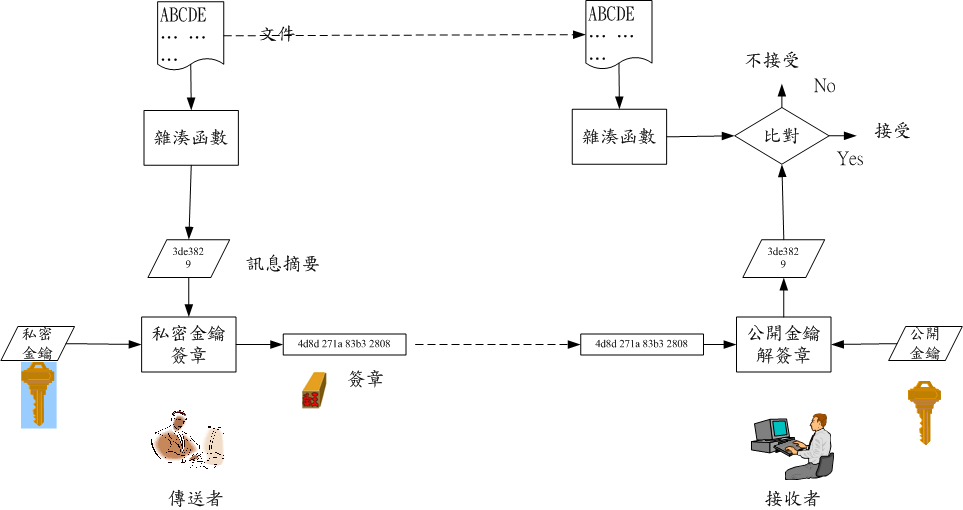 ABCDE
... ...
...
文件
ABCDE
... ...
...
不接受
No
雜湊函數
雜湊函數
比對
接受
Yes
3de382
9
訊息摘要
3de382
9
私密
金鑰
私密金鑰
簽章
4d8d 271a 83b3 2808
4d8d 271a 83b3 2808
公開金鑰
解簽章
公開
金鑰
簽章
傳送者
接收者